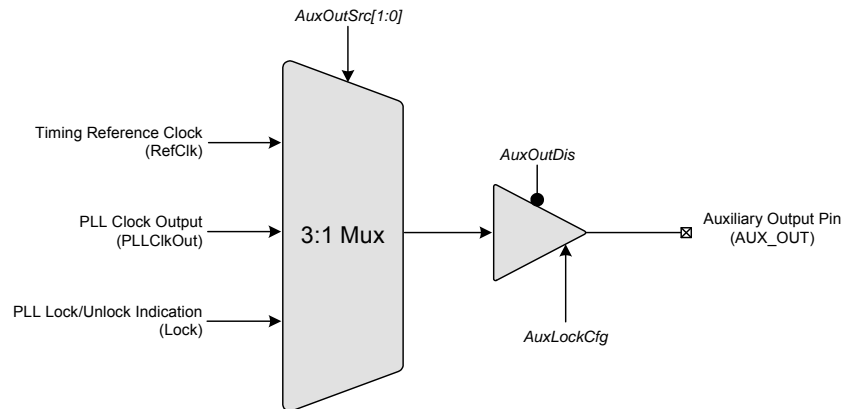 AuxOutSrc[1:0]
Timing Reference Clock
(RefClk)
AuxOutDis
PLL Clock Output
(PLLClkOut)
3:1 Mux
Auxiliary Output Pin
(AUX_OUT)
PLL Lock/Unlock Indication
(Lock)
AuxLockCfg